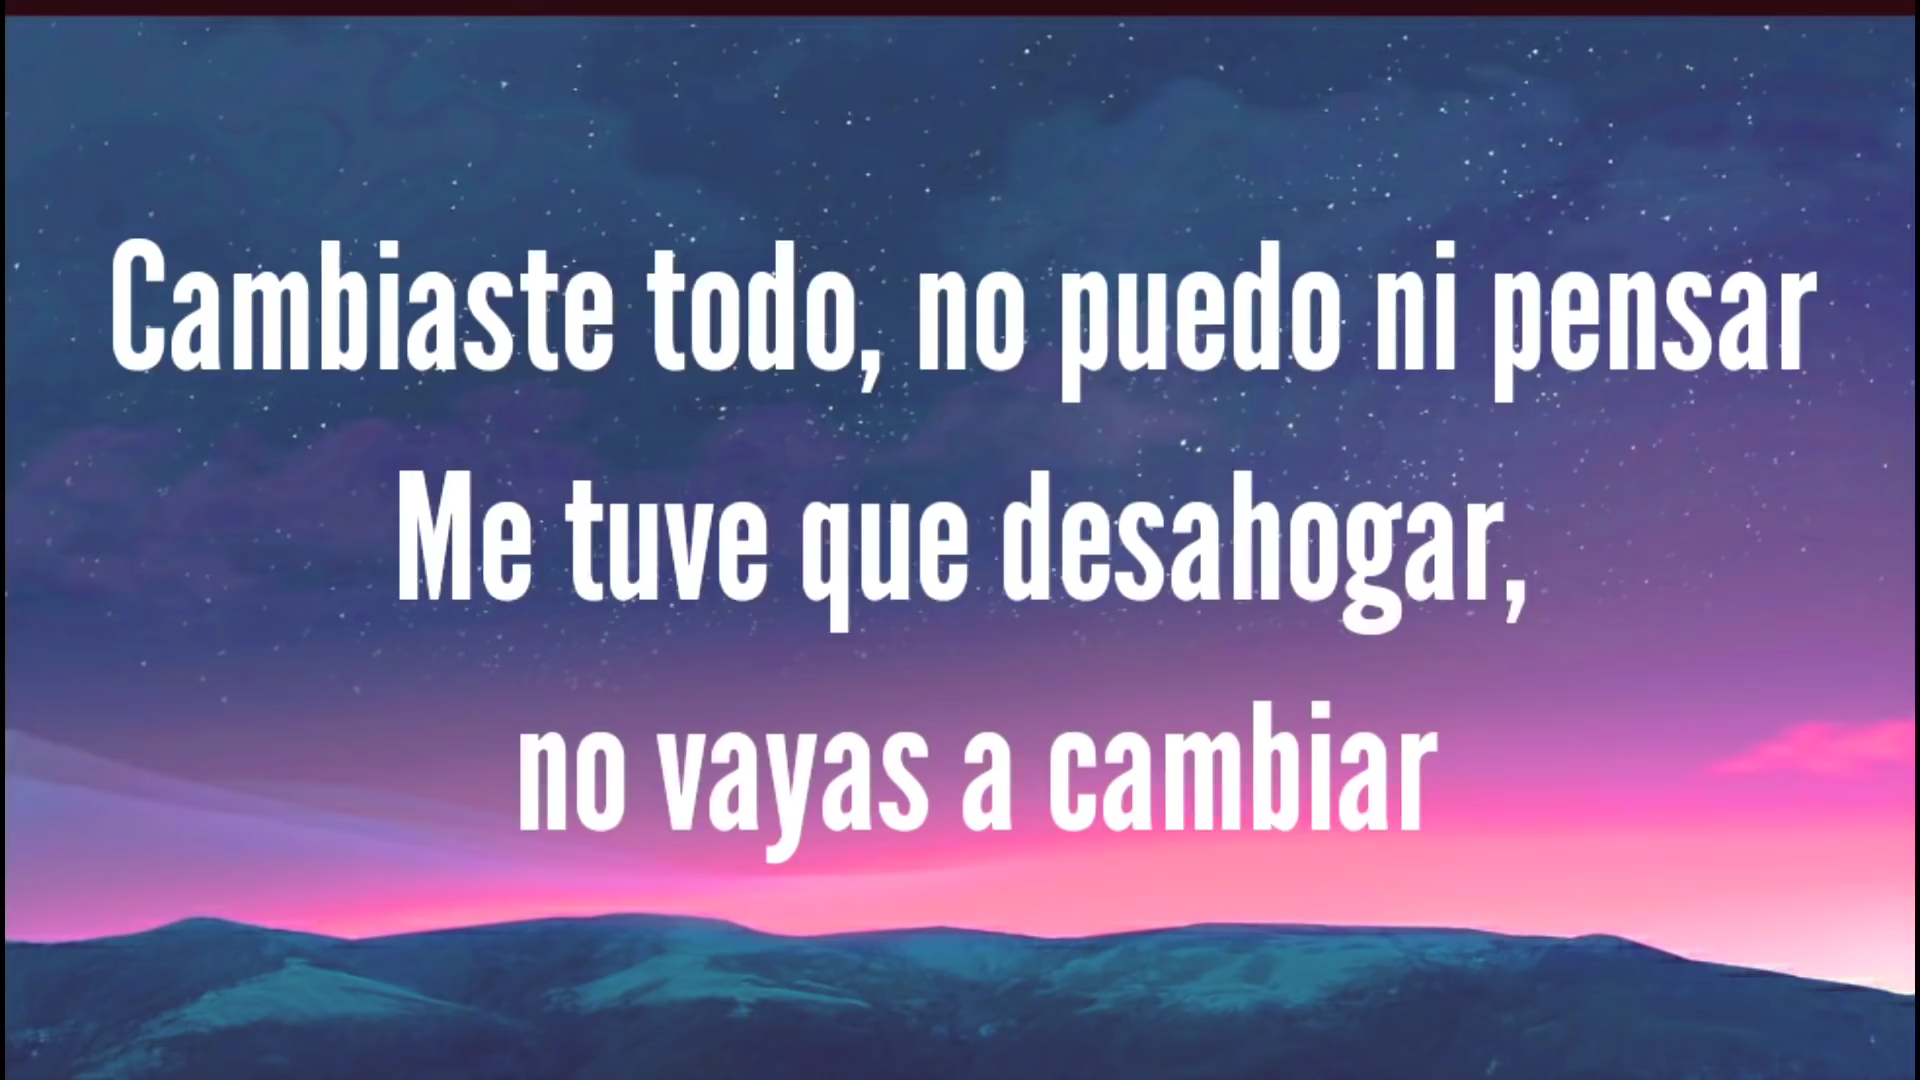 Cambiaste todo, no puedo ni pensar
Me tuve que desahogar,
no vayas a cambiar